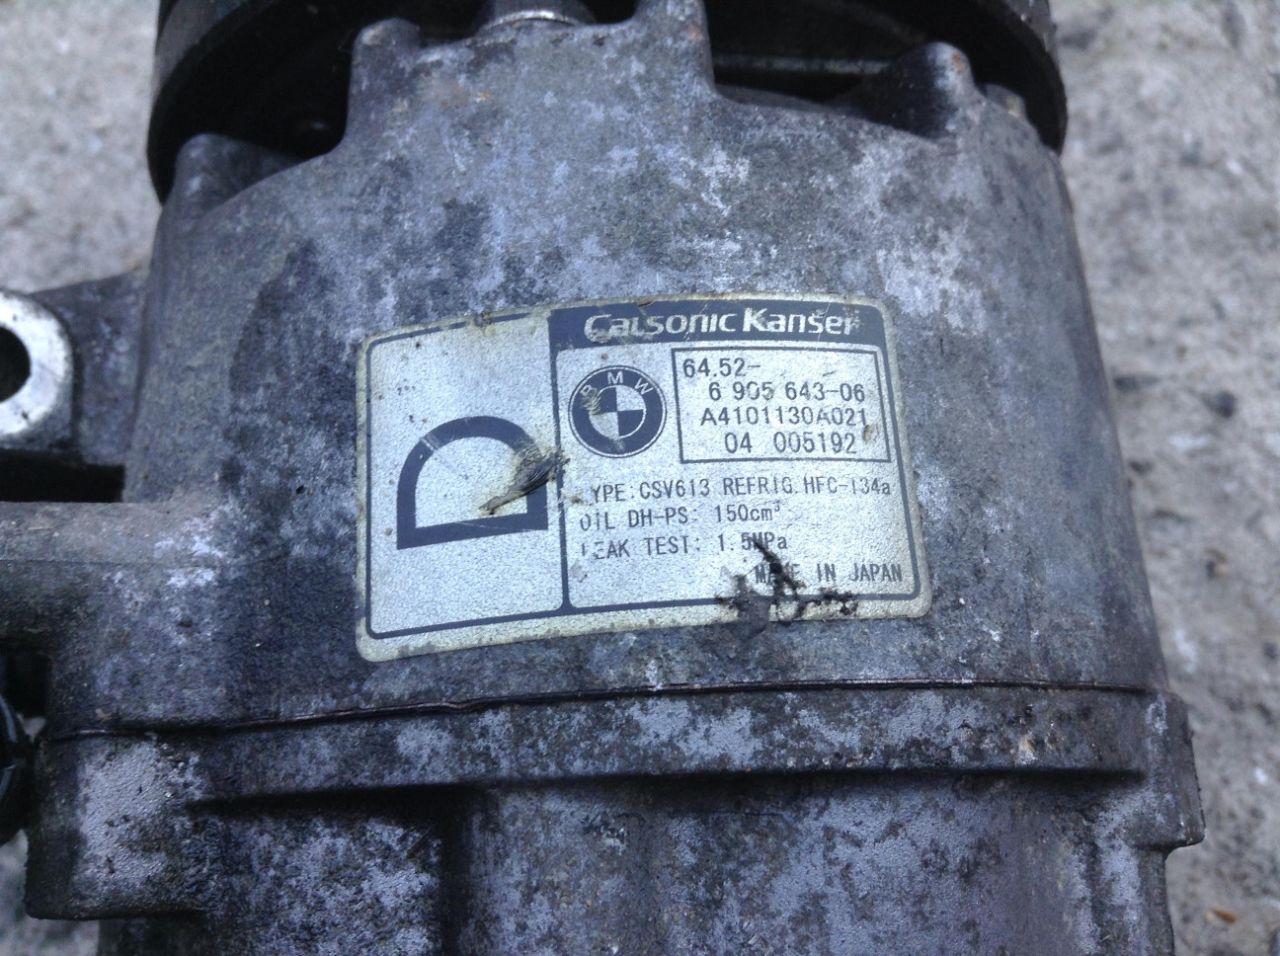 Calsonic Kansei
BMW
64.52-
6 905 643-06
A4101130A021
04 005192
D
YPE:CSV613 REFRIG.HFC-134a
OIL DH-PS: 150cm³
EAK TEST: 1.5MPa
MADE IN JAPAN